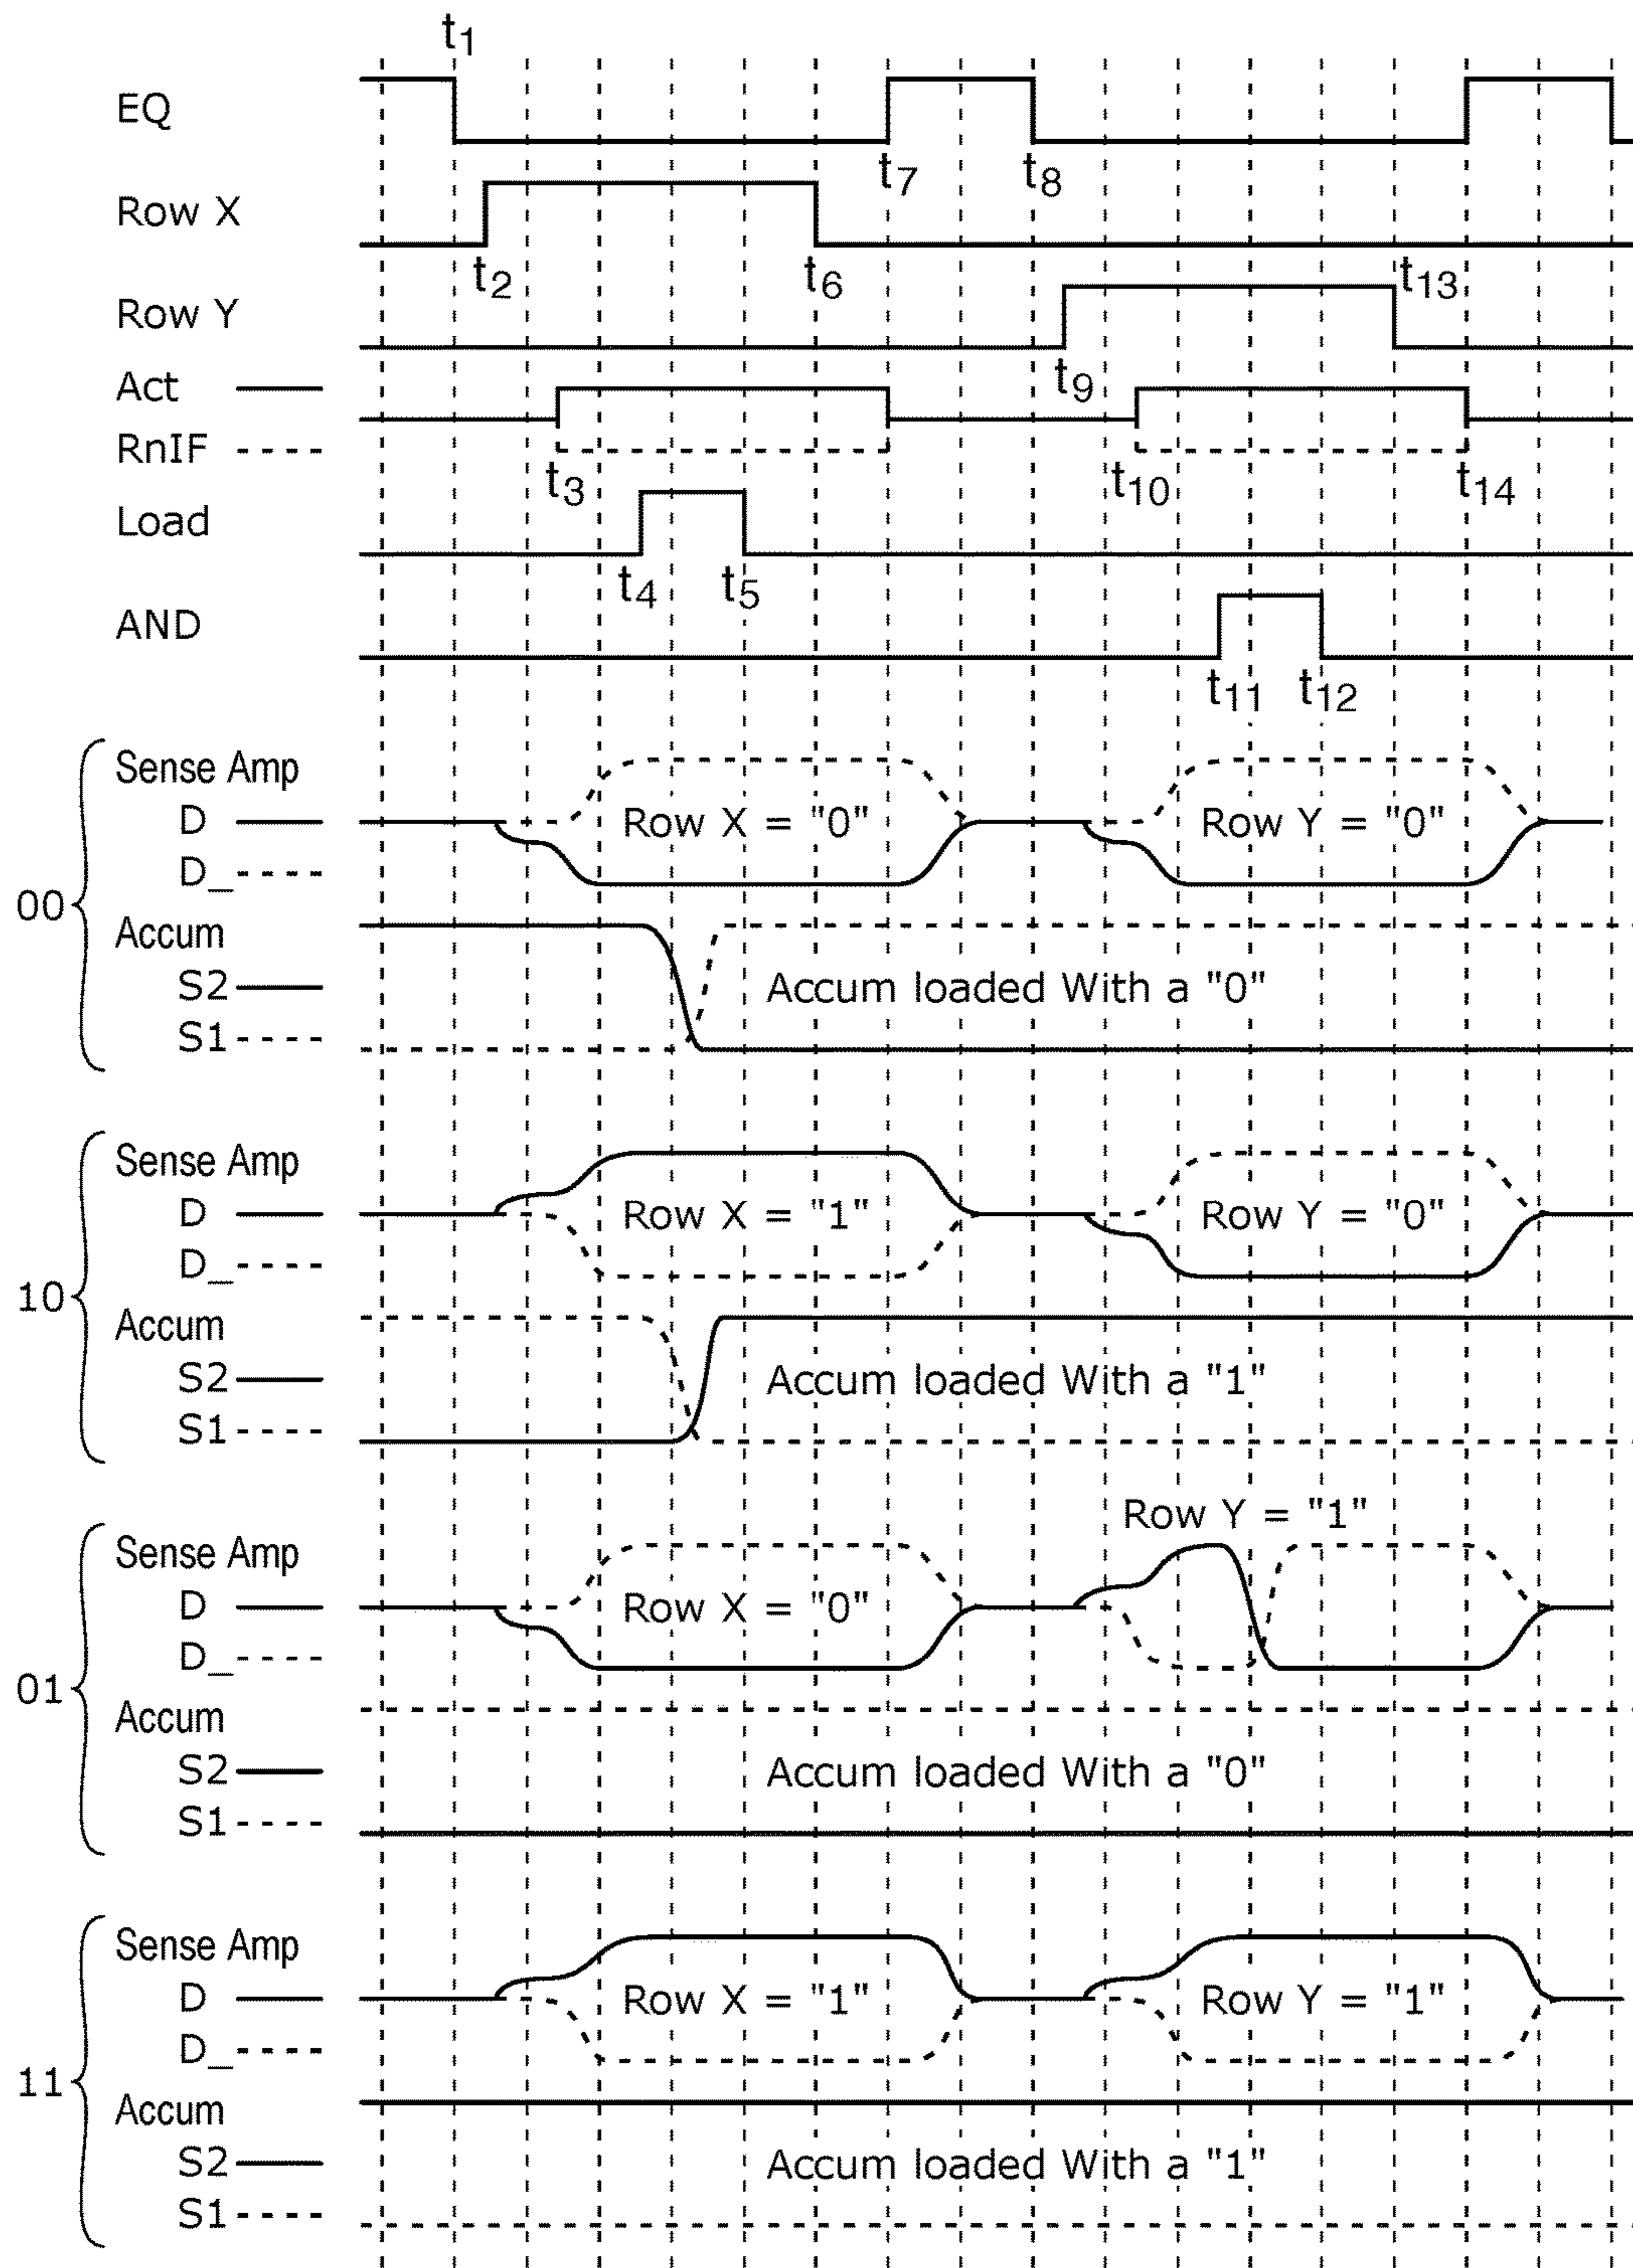 t1
EQ
t7 t8
Row X
t2 t6 t13
Row Y
t9
Act
RnIF
t3 t10 t14
Load
t4 t5
AND
t11 t12
00
Sense Amp
D Row X = "0" Row Y = "0"
D_
Accum
S2 Accum loaded With a "0"
S1
10
Sense Amp
D Row X = "1" Row Y = "0"
D_
Accum
S2 Accum loaded With a "1"
S1
Row Y = "1"
01
Sense Amp
D Row X = "0"
D_
Accum
S2 Accum loaded With a "0"
S1
11
Sense Amp
D Row X = "1" Row Y = "1"
D_
Accum
S2 Accum loaded With a "1"
S1